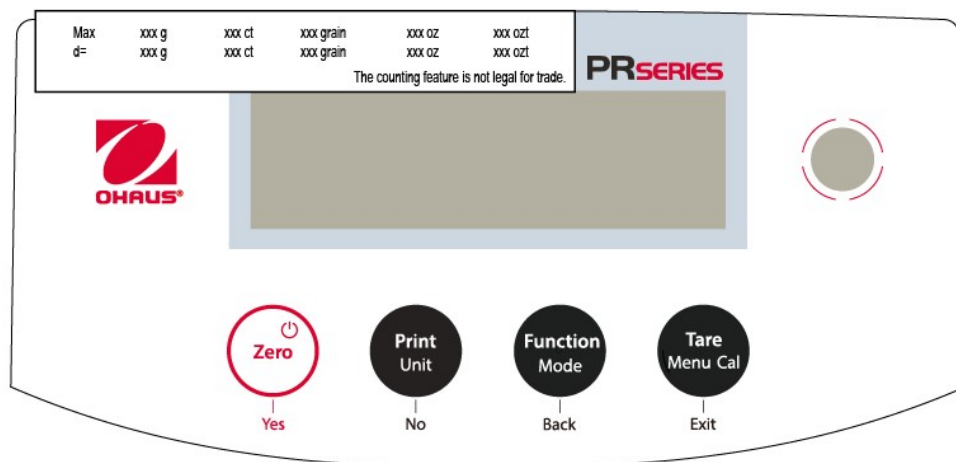 Max xxx g xxx ct xxx grain xxx oz xxx ozt
d= xxx g xxx ct xxx grain xxx oz xxx ozt
The counting feature is not legal for trade.
PRSERIES
OHAUS®
Zero
Print
Unit
Function
Mode
Tare
Menu Cal
Yes
No
Back
Exit